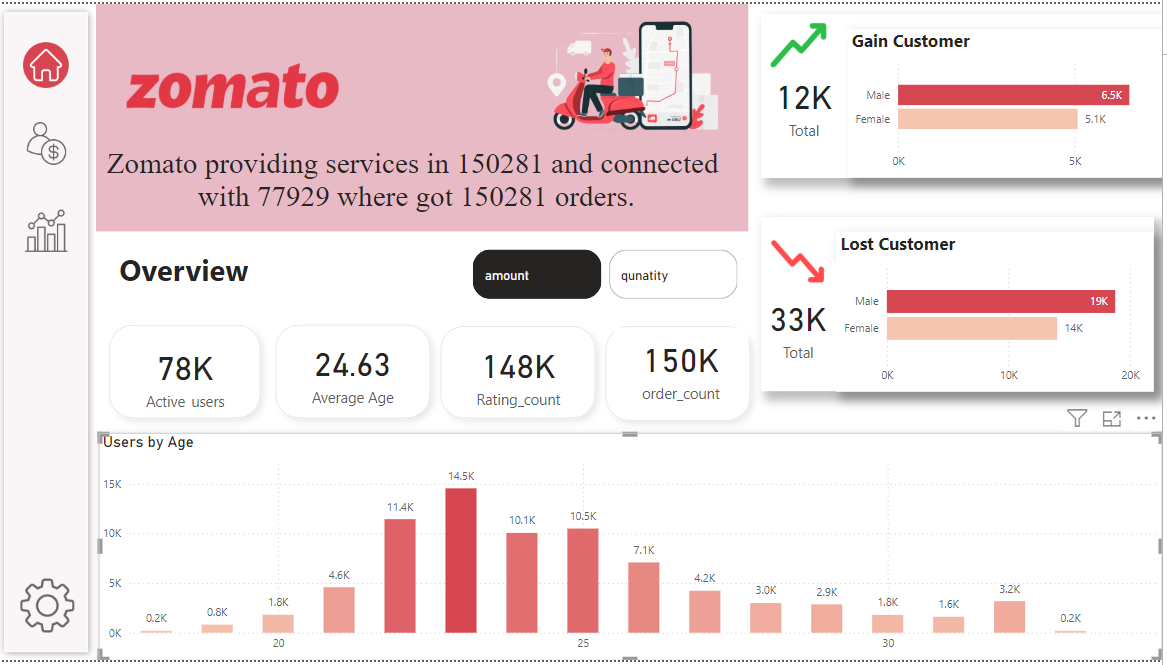 zomato
Zomato providing services in 150281 and connected
with 77929 where got 150281 orders.
12K
Total
Gain Customer
Male
6.5K
Female
5.1K
0K
5K
33K
Total
Lost Customer
Male
19K
Female
14K
0K
10K
20K
Overview
amount
qunatity
78K
Active users
24.63
Average Age
148K
Rating_count
150K
order_count
Users by Age
15K
10K
5K
0K
0.2K
0.8K
1.8K
4.6K
11.4K
14.5K
10.1K
10.5K
7.1K
4.2K
3.0K
2.9K
1.8K
1.6K
3.2K
0.2K
20
25
30